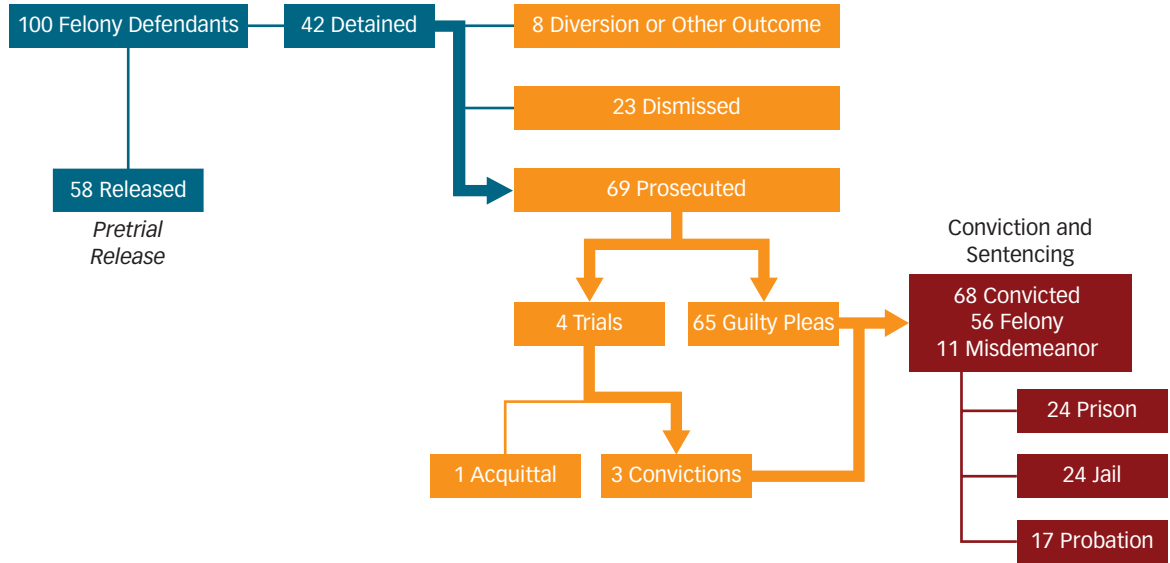 100 Felony Defendants
42 Detained
8 Diversion or Other Outcome
23 Dismissed
58 Released
69 Prosecuted
Pretrial
Release
Conviction and
Sentencing
4 Trials
65 Guilty Pleas
68 Convicted
56 Felony
11 Misdemeanor
24 Prison
1 Acquittal
3 Convictions
24 Jail
17 Probation